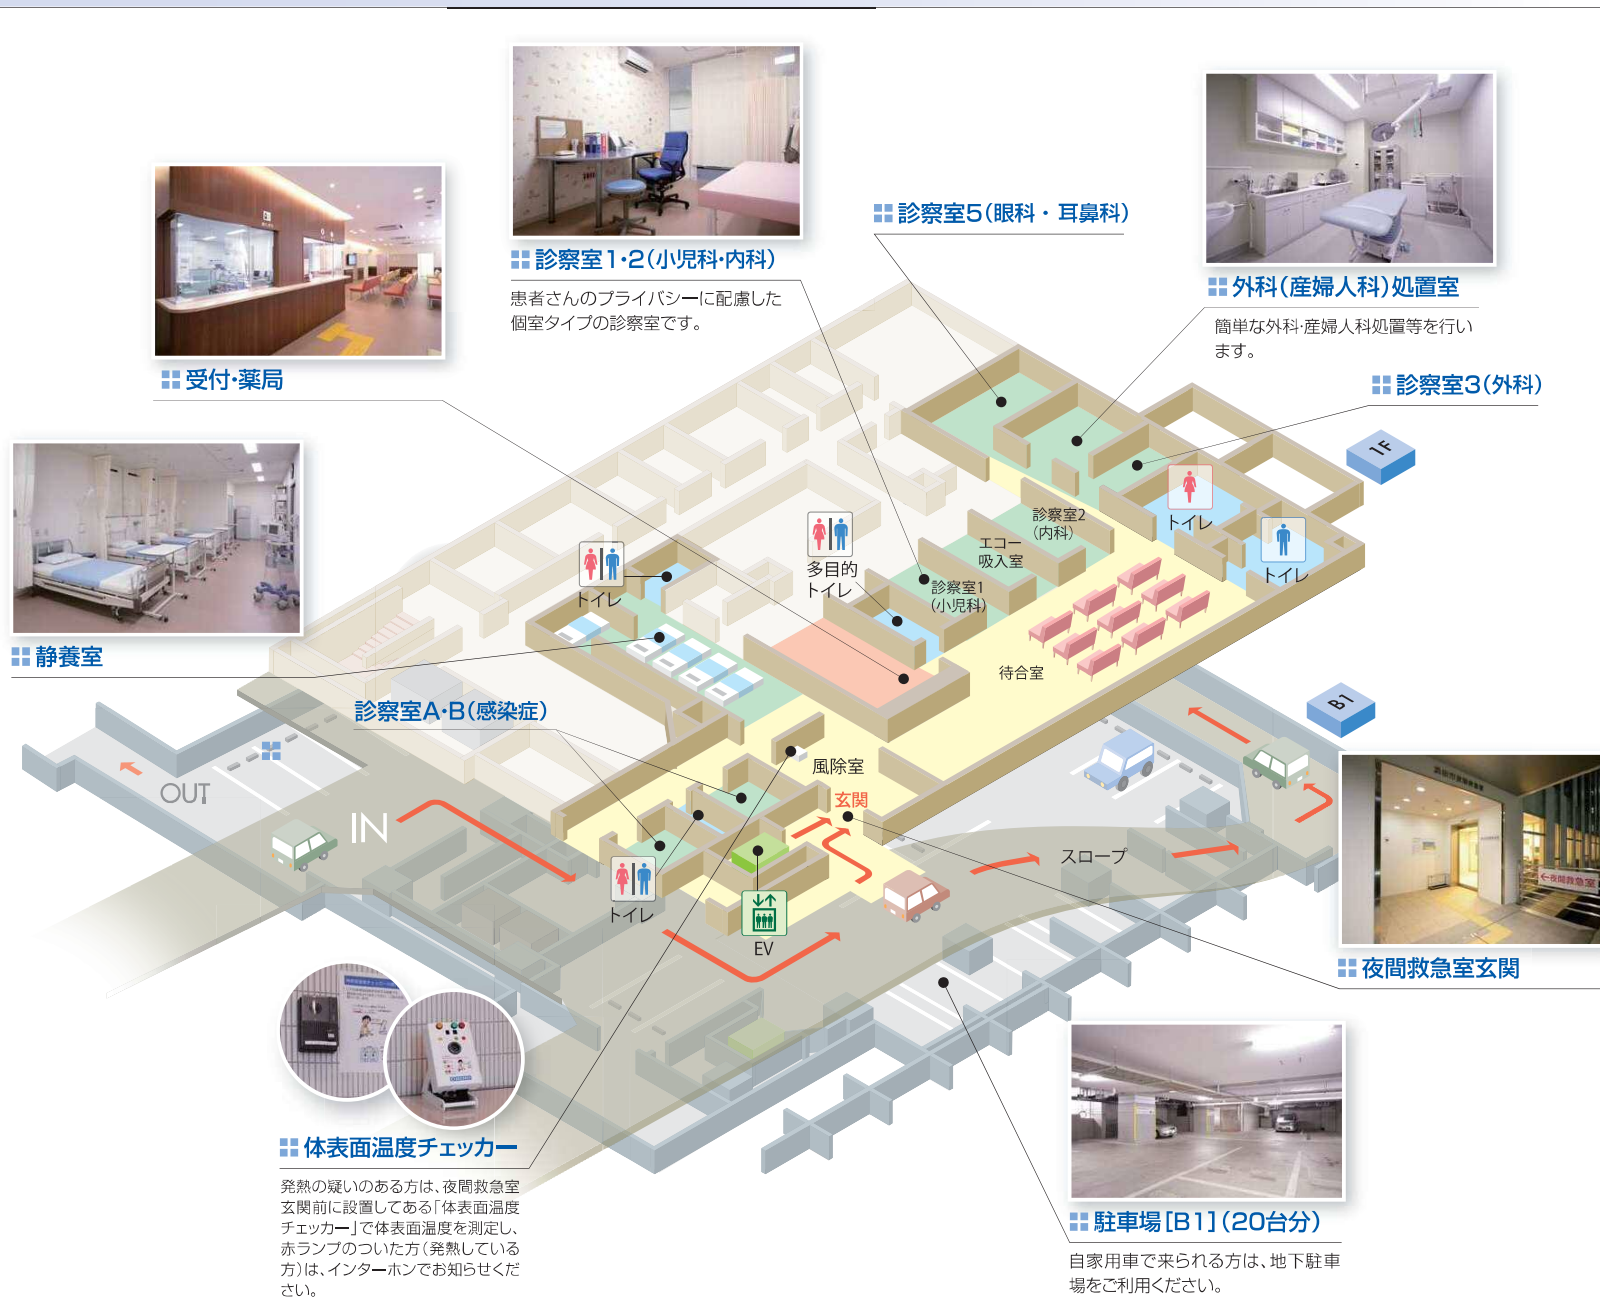 診察室5(眼科・耳鼻科)
診察室1・2(小児科・内科)
患者さんのプライバシーに配慮した
個室タイプの診察室です。
外科(産婦人科)処置室
簡単な外科・産婦人科処置等を行い
ます。
受付・薬局
診察室3(外科)
1F
診察室2
(内科)
トイレ
エコー
吸入室
トイレ
多目的
トイレ
診察室1
(小児科)
トイレ
静養室
待合室
診察室A・B(感染症)
B1
風除室
玄関
OUT
IN
スロープ
←夜間救急室
トイレ
EV
夜間救急室玄関
体表面温度チェッカー
発熱の疑いのある方は、夜間救急室
玄関前に設置してある「体表面温度
チェッカー」で体表面温度を測定し、
赤ランプのついた方(発熱している
方)は、インターホンでお知らせくだ
さい。
駐車場[B1](20台分)
自家用車で来られる方は、地下駐車
場をご利用ください。